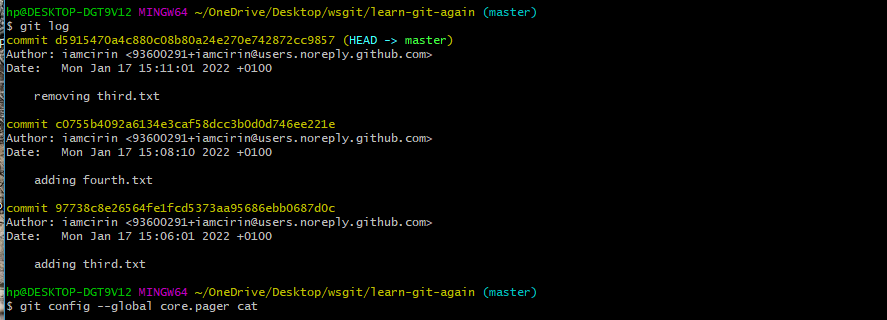 hp@DESKTOP-DGT9V12 MINGW64 ~/OneDrive/Desktop/wsgit/learn-git-again (master)
$ git log
commit d5915470a4c880c08b80a24e270e742872cc9857 (HEAD -> master)
Author: iamcirin <93600291+iamcirin@users.noreply.github.com>
Date:   Mon Jan 17 15:11:01 2022 +0100
    removing third.txt
commit c0755b4092a6134e3caf58dcc3b0d0d746ee221e
Author: iamcirin <93600291+iamcirin@users.noreply.github.com>
Date:   Mon Jan 17 15:08:10 2022 +0100
    adding fourth.txt
commit 97738c8e26564fe1fcd5373aa95686ebb0687d0c
Author: iamcirin <93600291+iamcirin@users.noreply.github.com>
Date:   Mon Jan 17 15:06:01 2022 +0100
    adding third.txt
hp@DESKTOP-DGT9V12 MINGW64 ~/OneDrive/Desktop/wsgit/learn-git-again (master)
$ git config --global core.pager cat